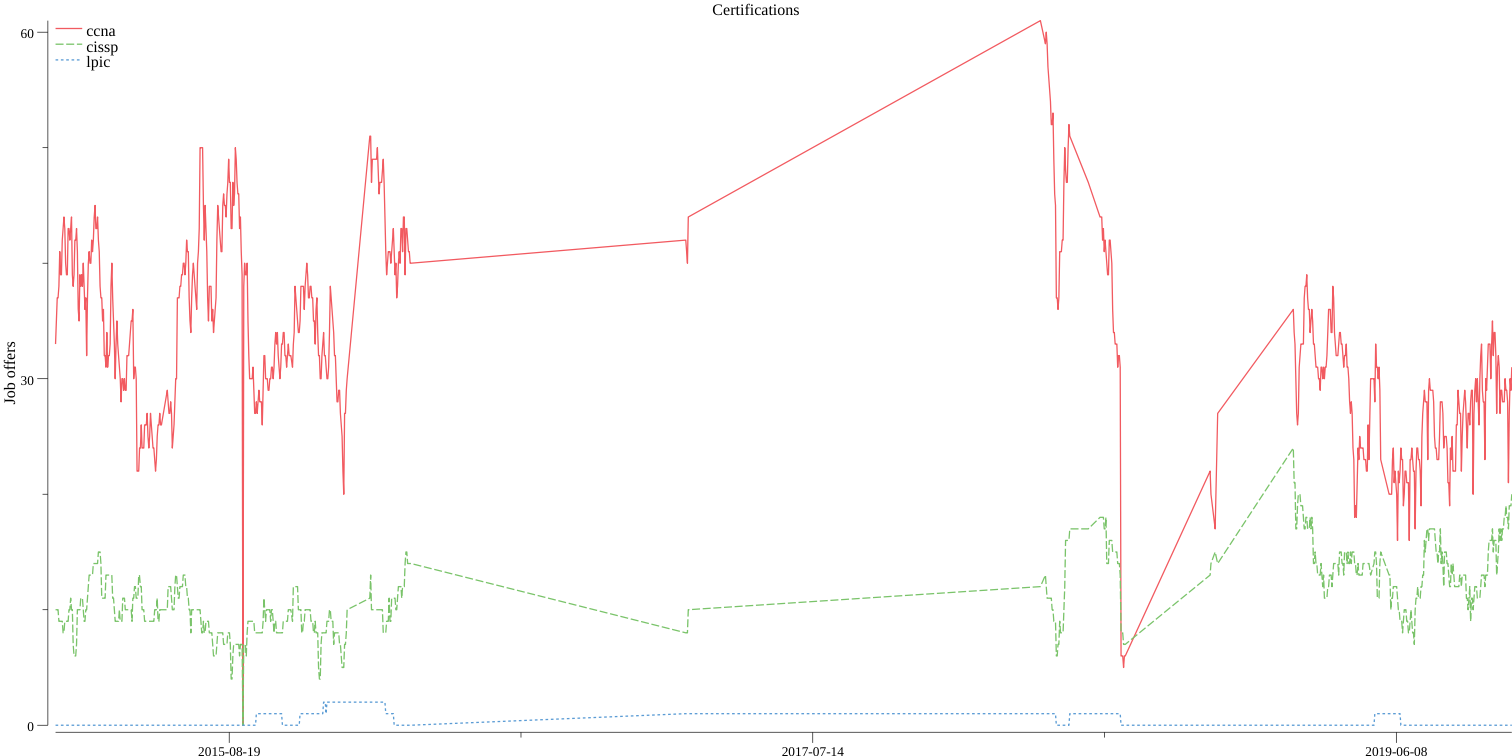 Certifications
60
ccna
cissp
lpic
Job offers
30
0
2015-08-19
2017-07-14
2019-06-08